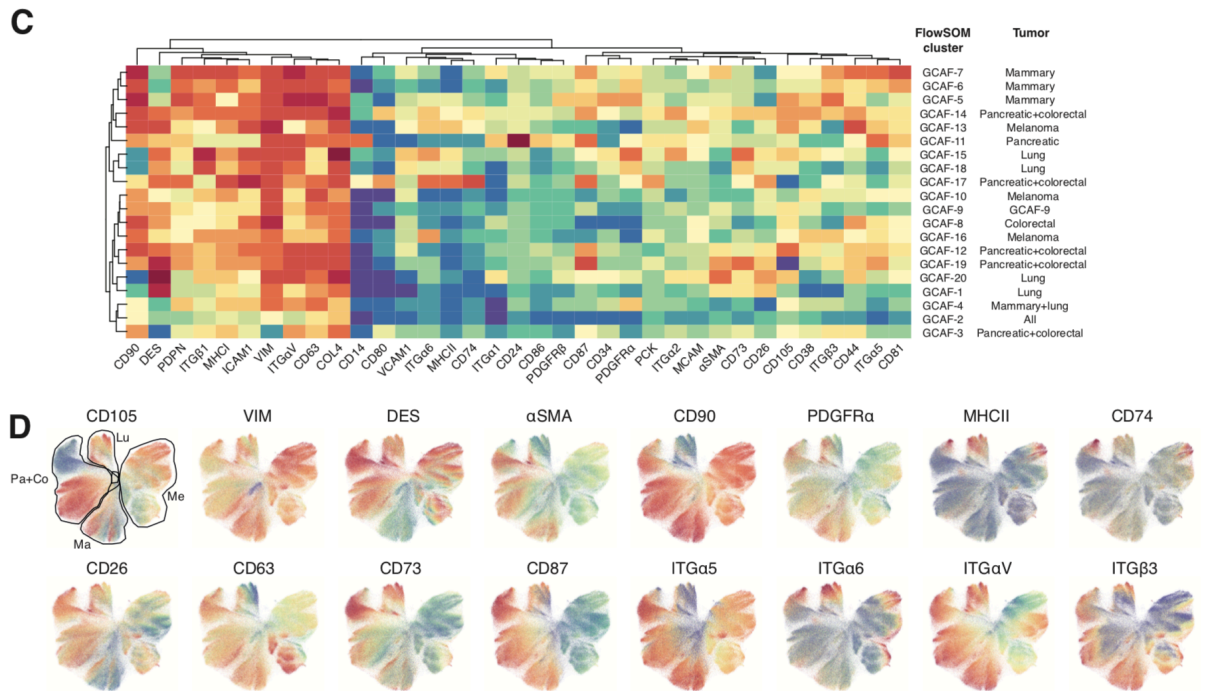 C
FlowSOM cluster Tumor
GCAF-7 Mammary
GCAF-6 Mammary
GCAF-5 Mammary
GCAF-14 Pancreatic+colorectal
GCAF-13 Melanoma
GCAF-11 Pancreatic
GCAF-15 Lung
GCAF-18 Lung
GCAF-17 Pancreatic+colorectal
GCAF-10 Melanoma
GCAF-9 GCAF-9
GCAF-8 Colorectal
GCAF-16 Melanoma
GCAF-12 Pancreatic+colorectal
GCAF-19 Pancreatic+colorectal
GCAF-20 Lung
GCAF-1 Lung
GCAF-4 Mammary+lung
GCAF-2 All
GCAF-3 Pancreatic+colorectal
CD90 DES PDPN ITGβ1 MHCI ICAM1 VIM ITGαV CD63 COL4 CD14 CD80 VCAM1 ITGα6 MHCII CD74 ITGα1 CD24 CD86 PDGFRβ CD87 CD34 PDGFRα PCK ITGα2 MCAM αSMA CD73 CD26 CD105 CD38 ITGβ3 CD44 ITGα5 CD81
D
CD105 VIM DES αSMA CD90 PDGFRα MHCII CD74
Lu
Pa+Co
Me
Ma
CD26 CD63 CD73 CD87 ITGα5 ITGα6 ITGαV ITGβ3